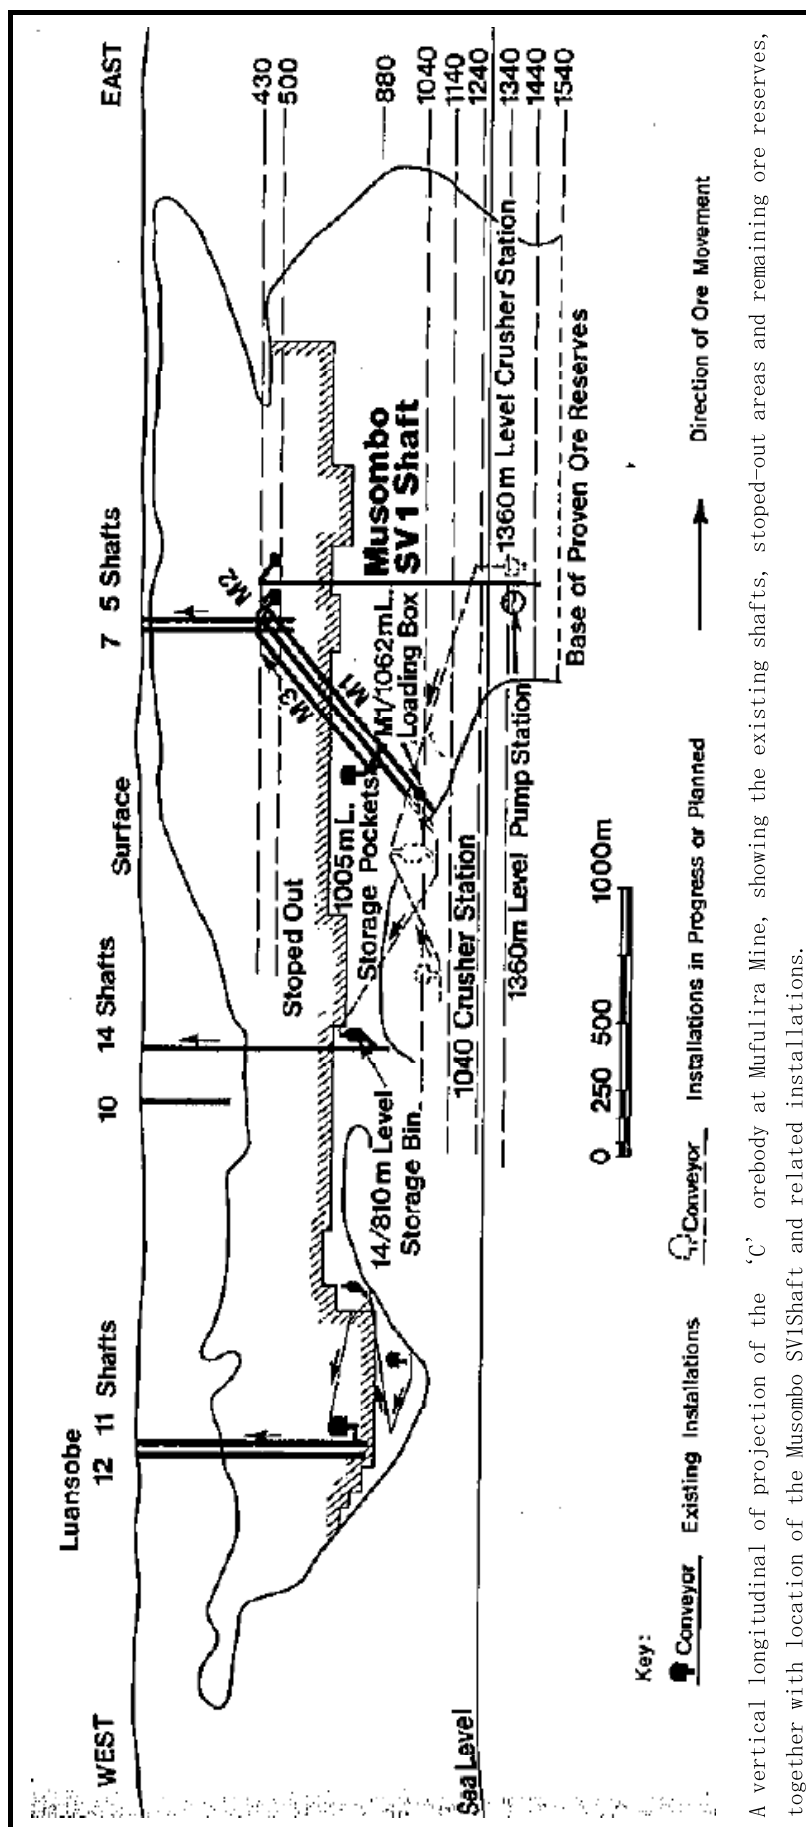 Luansobe
WEST
12 11 Shafts
10 14 Shafts
Surface
7 5 Shafts
EAST
430
500
880
1040
1140
1240
1340
1440
1540
M2
M3
M1
Stoped Out
Musombo
SV1 Shaft
1005mL.
Storage Pockets
M1/1062mL.
Loading Box
14/810m Level
Storage Bin
1040 Crusher Station
1360m Level Crusher Station
1360m Level Pump Station
Sea Level
Base of Proven Ore Reserves
0 250 500 1000m
Key:
Conveyor Existing Installations
Conveyor Installations in Progress or Planned
Direction of Ore Movement
A vertical longitudinal of projection of the ‘C’ orebody at Mufulira Mine, showing the existing shafts, stoped-out areas and remaining ore reserves,
together with location of the Musombo SV1Shaft and related installations.